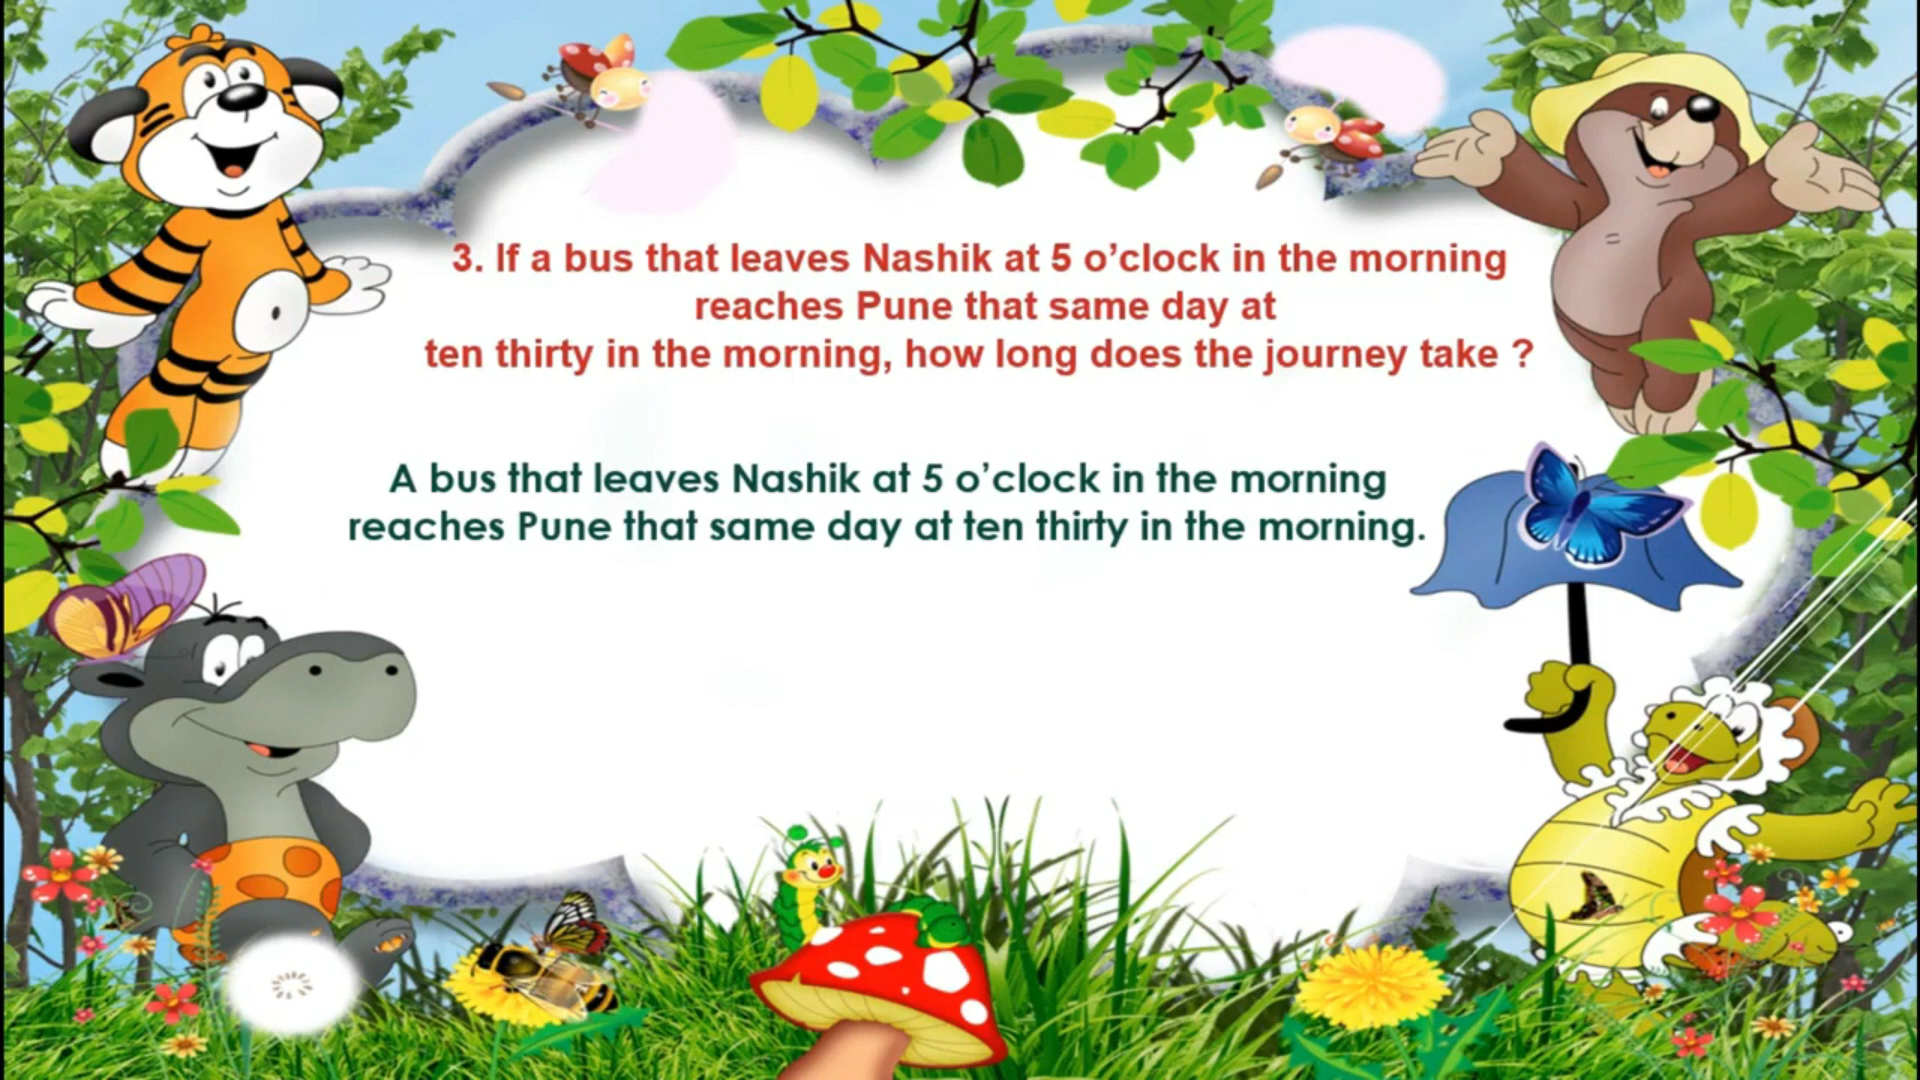 3. If a bus that leaves Nashik at 5 o’clock in the morning
reaches Pune that same day at
ten thirty in the morning, how long does the journey take ?
A bus that leaves Nashik at 5 o’clock in the morning
reaches Pune that same day at ten thirty in the morning.